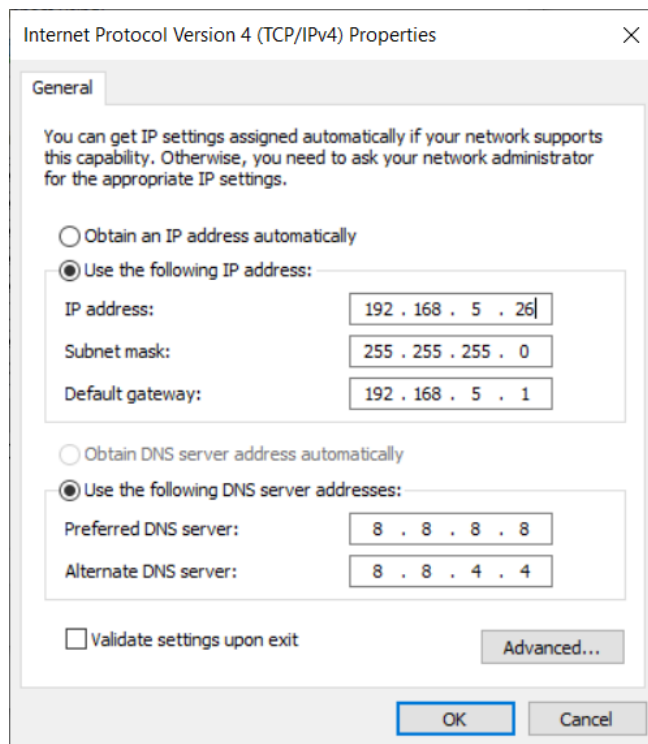 Internet Protocol Version 4 (TCP/IPv4) Properties
General
You can get IP settings assigned automatically if your network supports
this capability. Otherwise, you need to ask your network administrator
for the appropriate IP settings.
Obtain an IP address automatically
Use the following IP address:
IP address: 192 . 168 . 5 . 26
Subnet mask: 255 . 255 . 255 . 0
Default gateway: 192 . 168 . 5 . 1
Obtain DNS server address automatically
Use the following DNS server addresses:
Preferred DNS server: 8 . 8 . 8 . 8
Alternate DNS server: 8 . 8 . 4 . 4
Validate settings upon exit
Advanced...
OK Cancel